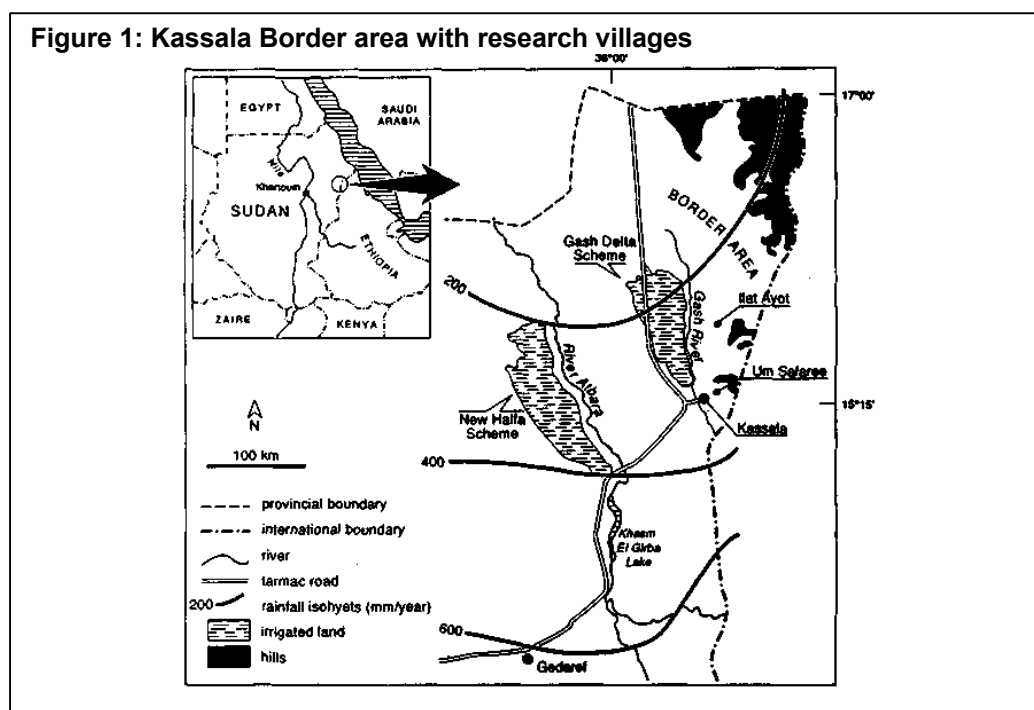 Figure 1: Kassala Border area with research villages
36°00'
17°00'
EGYPT
SAUDI
ARABIA
Nile
Khartoum
SUDAN
ETHIOPIA
ZAIRE
KENYA
BORDER AREA
Gash Delta
Scheme
200
Gash River
Ilat Ayot
River Atbara
Um Safaree
15°15'
New Halfa
Scheme
Kassala
N
100 km
400
provincial boundary
international boundary
river
tarmac road
200 rainfall isohyets (mm/year)
irrigated land
hills
Khasm
El Girba
Lake
600
Gedaref